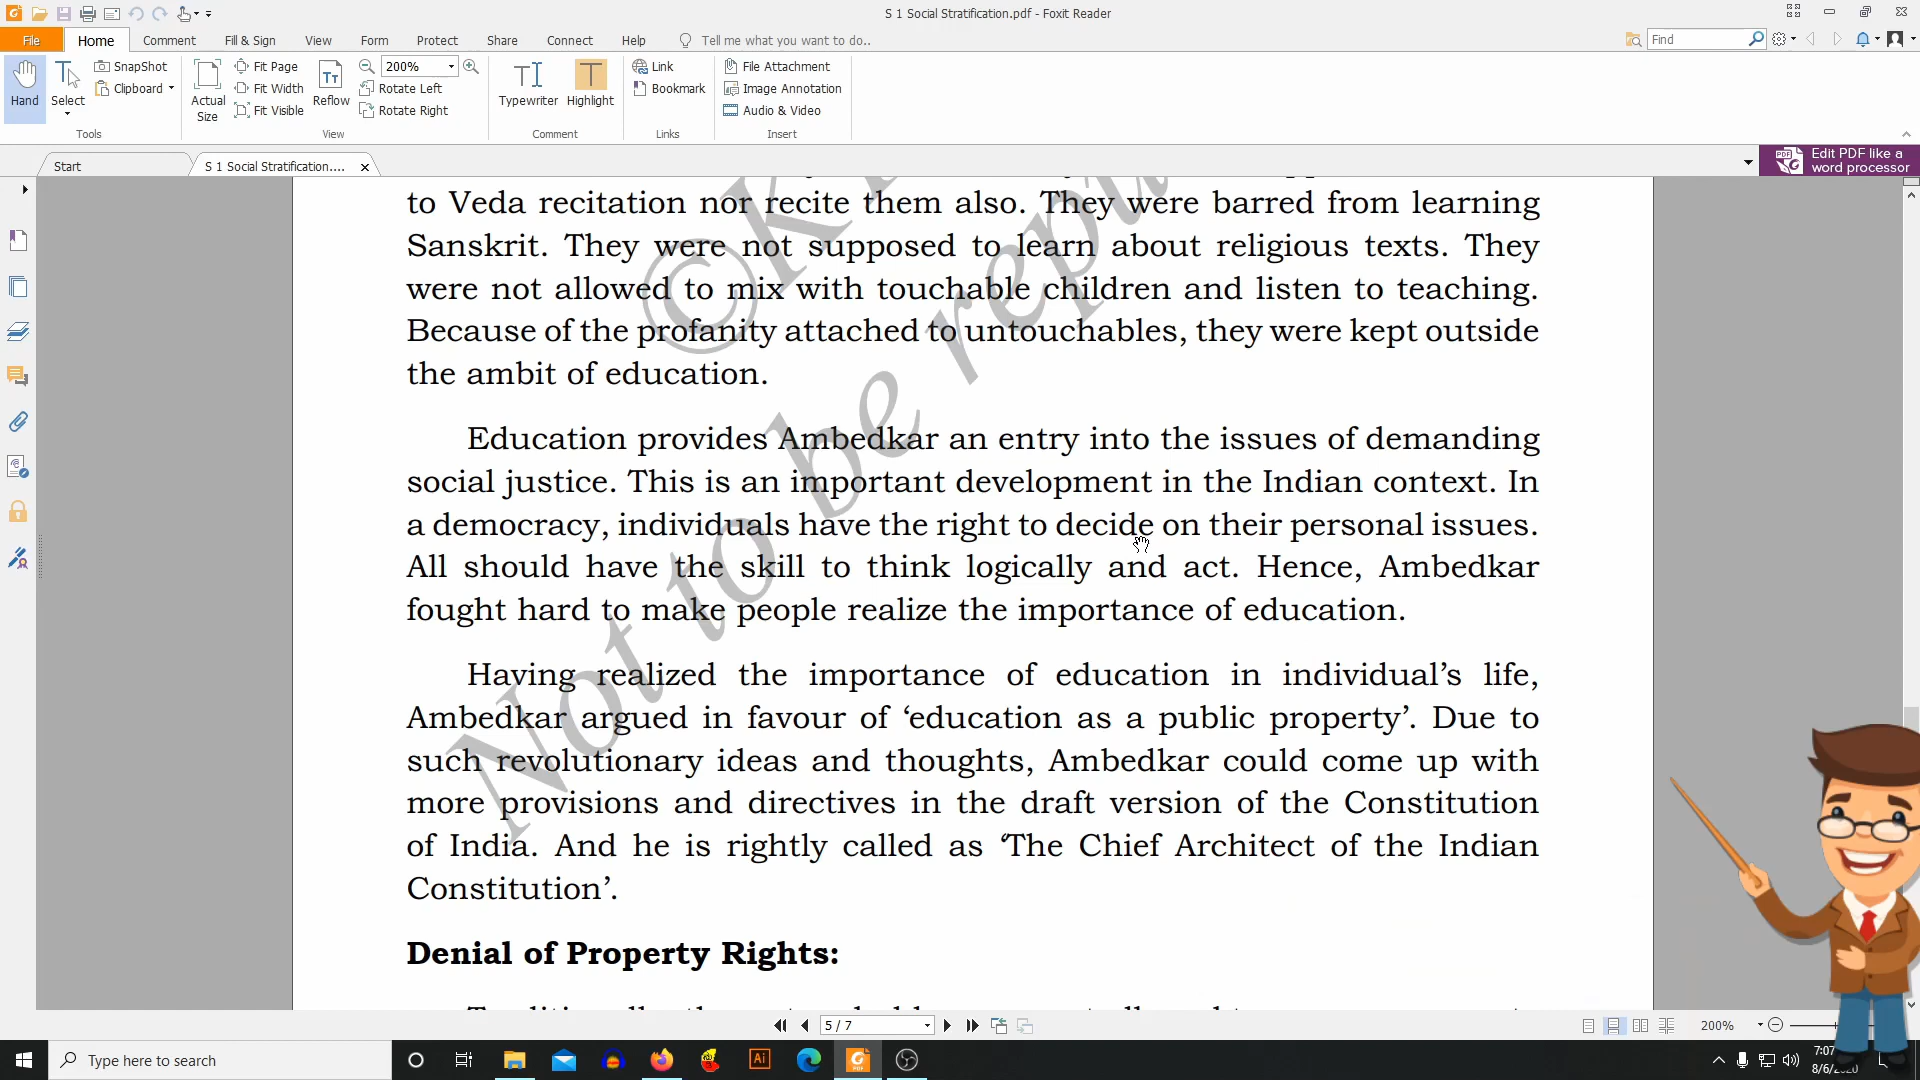 S 1 Social Stratification.pdf - Foxit Reader
File Home Comment Fill & Sign View Form Protect Share Connect Help Tell me what you want to do.. Find
Hand
Select
SnapShot
Clipboard
Tools
Actual Size
Fit Page
Fit Width
Fit Visible
Reflow
200%
Rotate Left
Rotate Right
View
Typewriter
Highlight
Comment
Link
Bookmark
Links
File Attachment
Image Annotation
Audio & Video
Insert
Start
S 1 Social Stratification....
Edit PDF like a
word processor
to Veda recitation nor recite them also. They were barred from learning
Sanskrit. They were not supposed to learn about religious texts. They
were not allowed to mix with touchable children and listen to teaching.
Because of the profanity attached to untouchables, they were kept outside
the ambit of education.
Education provides Ambedkar an entry into the issues of demanding
social justice. This is an important development in the Indian context. In
a democracy, individuals have the right to decide on their personal issues.
All should have the skill to think logically and act. Hence, Ambedkar
fought hard to make people realize the importance of education.
Having realized the importance of education in individual’s life,
Ambedkar argued in favour of ‘education as a public property’. Due to
such revolutionary ideas and thoughts, Ambedkar could come up with
more provisions and directives in the draft version of the Constitution
of India. And he is rightly called as ‘The Chief Architect of the Indian
Constitution’.
Denial of Property Rights:
©K
Not to be
5 / 7
200%
Type here to search
7:07